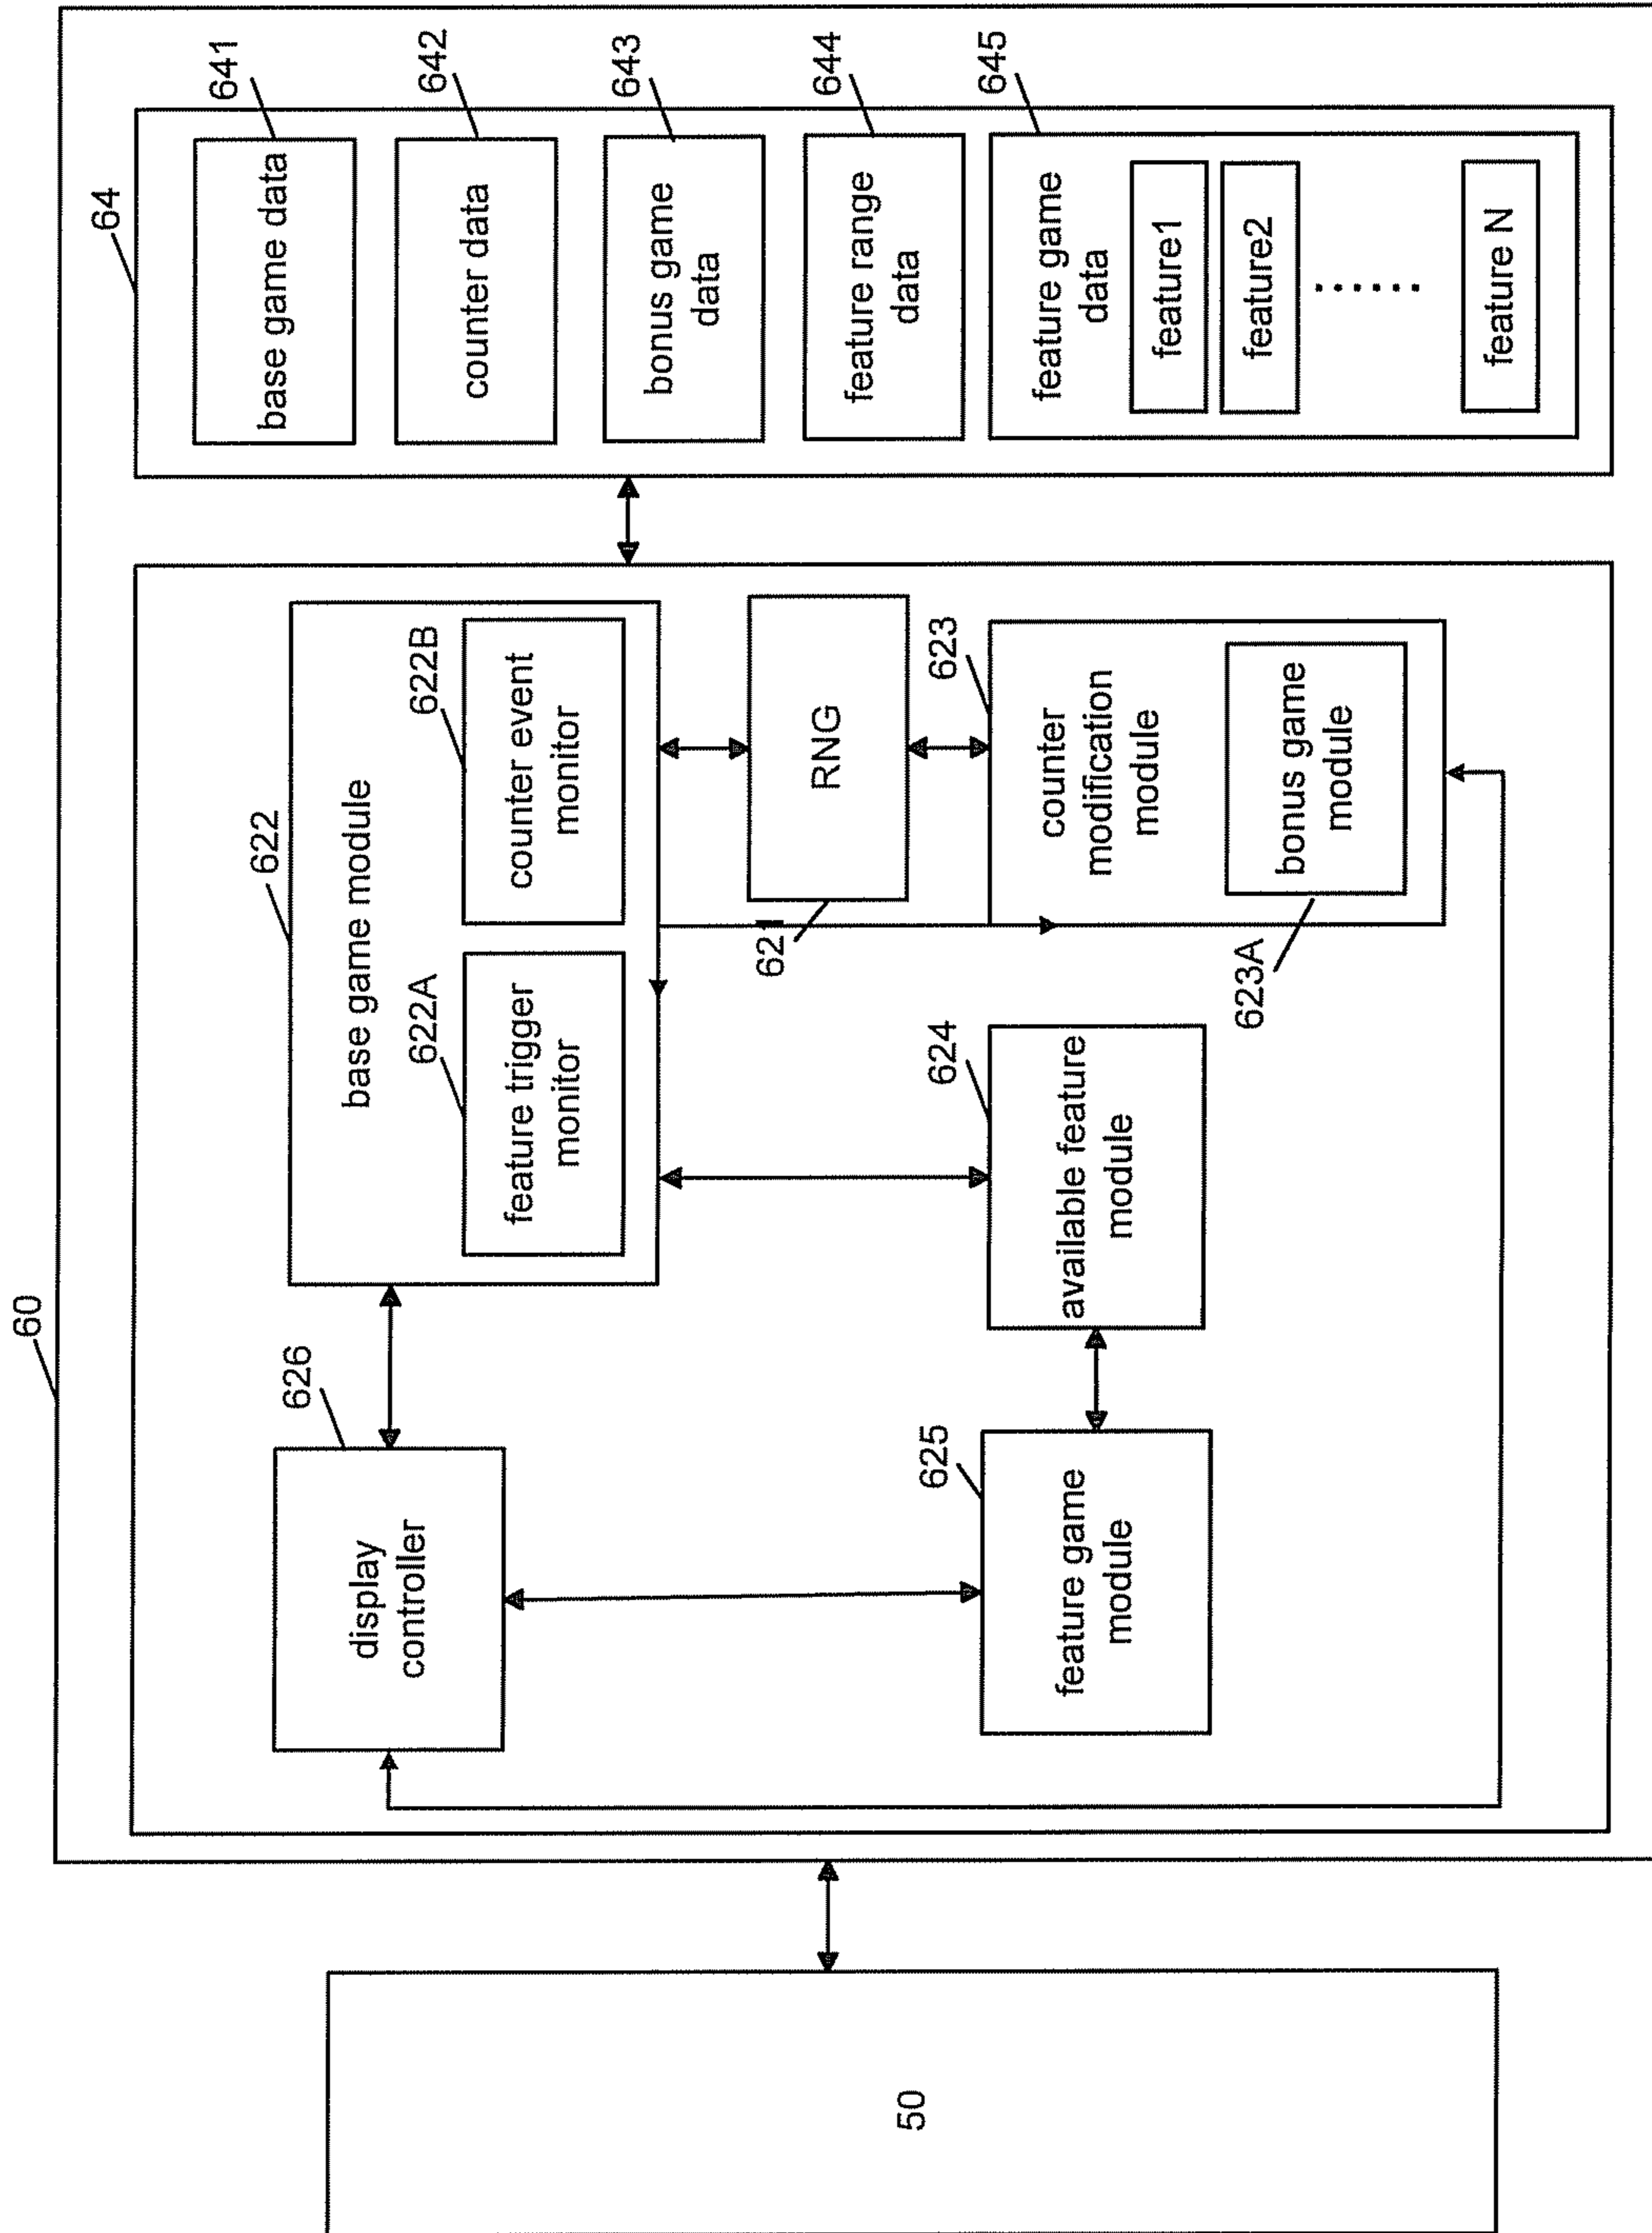 60
64
626
display
controller
622
base game module
622A
feature trigger
monitor
622B
counter event
monitor
621
RNG
625
feature game
module
624
available feature
module
623
counter
modification
module
623A
bonus game
module
641
base game data
642
counter data
643
bonus game
data
644
feature range
data
645
feature game
data
feature1
feature2
......
feature N
50